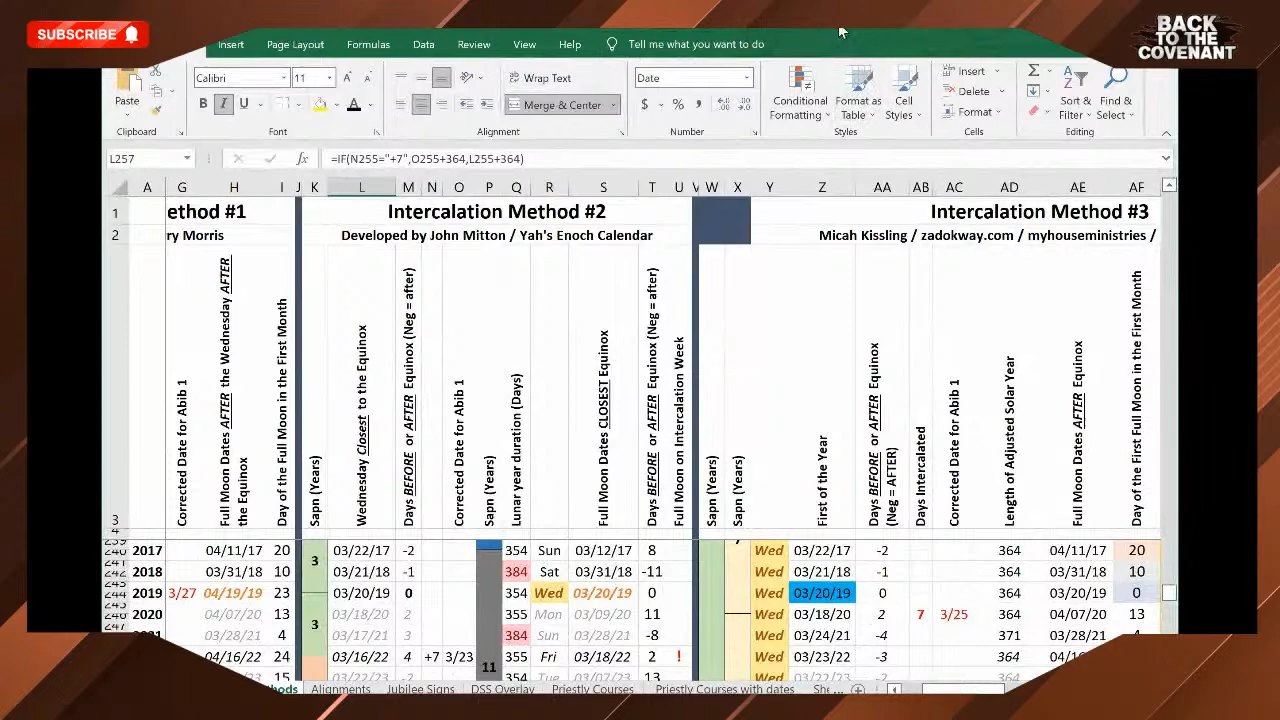 SUBSCRIBE
BACK
TO THE
COVENANT
Insert Page Layout Formulas Data Review View Help Tell me what you want to do
Paste Calibri 11 A A Wrap Text Date Insert
B I U A Merge & Center $ % , Conditional Format as Cell Delete Sort & Find &
Formatting Table Styles Format Filter Select
Clipboard Font Alignment Number Styles Cells Editing
L257 fx =IF(N255="+7",O255+364,L255+364)
A G H I J K L M N O P Q R S T U V W X Y Z AA AB AC AD AE AF
1 ethod #1 Intercalation Method #2 Intercalation Method #3
2 ry Morris Developed by John Mitton / Yah's Enoch Calendar Micah Kissling / zadokway.com / myhouseministries /
3
Corrected Date for Abib 1
Full Moon Dates AFTER the Wednesday AFTER
the Equinox
Day of the Full Moon in the First Month
Sapn (Years)
Wednesday Closest to the Equinox
Days BEFORE or AFTER Equinox (Neg = after)
Corrected Date for Abib 1
Sapn (Years)
Lunar year duration (Days)
Full Moon Dates CLOSEST Equinox
Days BEFORE or AFTER Equinox (Neg = after)
Full Moon on Intercalation Week
Sapn (Years)
Sapn (Years)
First of the Year
Days BEFORE or AFTER Equinox
(Neg = AFTER)
Days Intercalated
Corrected Date for Abib 1
Length of Adjusted Solar Year
Full Moon Dates AFTER Equinox
Day of the First Full Moon in the First Month
4
2017 04/11/17 20 3 03/22/17 -2 354 Sun 03/12/17 8 Wed 03/22/17 -2 364 04/11/17 20
2018 03/31/18 10 03/21/18 -1 384 Sat 03/31/18 -11 Wed 03/21/18 -1 364 03/31/18 10
2019 3/27 04/19/19 23 03/20/19 0 354 Wed 03/20/19 0 Wed 03/20/19 0 364 03/20/19 0
2020 04/07/20 13 3 03/18/20 2 355 Mon 03/09/20 11 Wed 03/18/20 2 7 3/25 364 04/07/20 13
03/28/21 4 03/17/21 3 384 Sun 03/28/21 -8 Wed 03/24/21 -4 371 03/28/21 4
04/16/22 24 03/16/22 4 +7 3/23 11 355 Fri 03/18/22 2 ! Wed 03/23/22 -3 364
Alignments Jubilee Signs DSS Overlay Priestly Courses Priestly Courses with dates